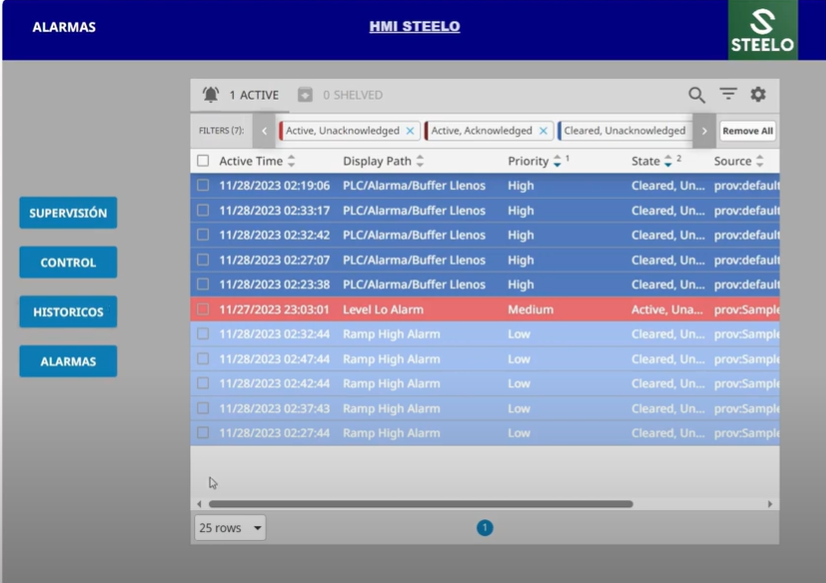 ALARMAS
HMI STEELO
STEELO
1 ACTIVE
0 SHELVED
FILTERS (7):
Active, Unacknowledged
Active, Acknowledged
Cleared, Unacknowledged
Remove All
Active Time Display Path Priority 1 State 2 Source
11/28/2023 02:19:06 PLC/Alarma/Buffer Llenos High Cleared, Un... prov:default
11/28/2023 02:33:17 PLC/Alarma/Buffer Llenos High Cleared, Un... prov:default
11/28/2023 02:32:42 PLC/Alarma/Buffer Llenos High Cleared, Un... prov:default
11/28/2023 02:27:07 PLC/Alarma/Buffer Llenos High Cleared, Un... prov:default
11/28/2023 02:23:38 PLC/Alarma/Buffer Llenos High Cleared, Un... prov:default
11/27/2023 23:03:01 Level Lo Alarm Medium Active, Una... prov:Sample
11/28/2023 02:32:44 Ramp High Alarm Low Cleared, Un... prov:Sample
11/28/2023 02:47:44 Ramp High Alarm Low Cleared, Un... prov:Sample
11/28/2023 02:42:44 Ramp High Alarm Low Cleared, Un... prov:Sample
11/28/2023 02:37:43 Ramp High Alarm Low Cleared, Un... prov:Sample
11/28/2023 02:27:44 Ramp High Alarm Low Cleared, Un... prov:Sample
SUPERVISIÓN
CONTROL
HISTORICOS
ALARMAS
25 rows
1